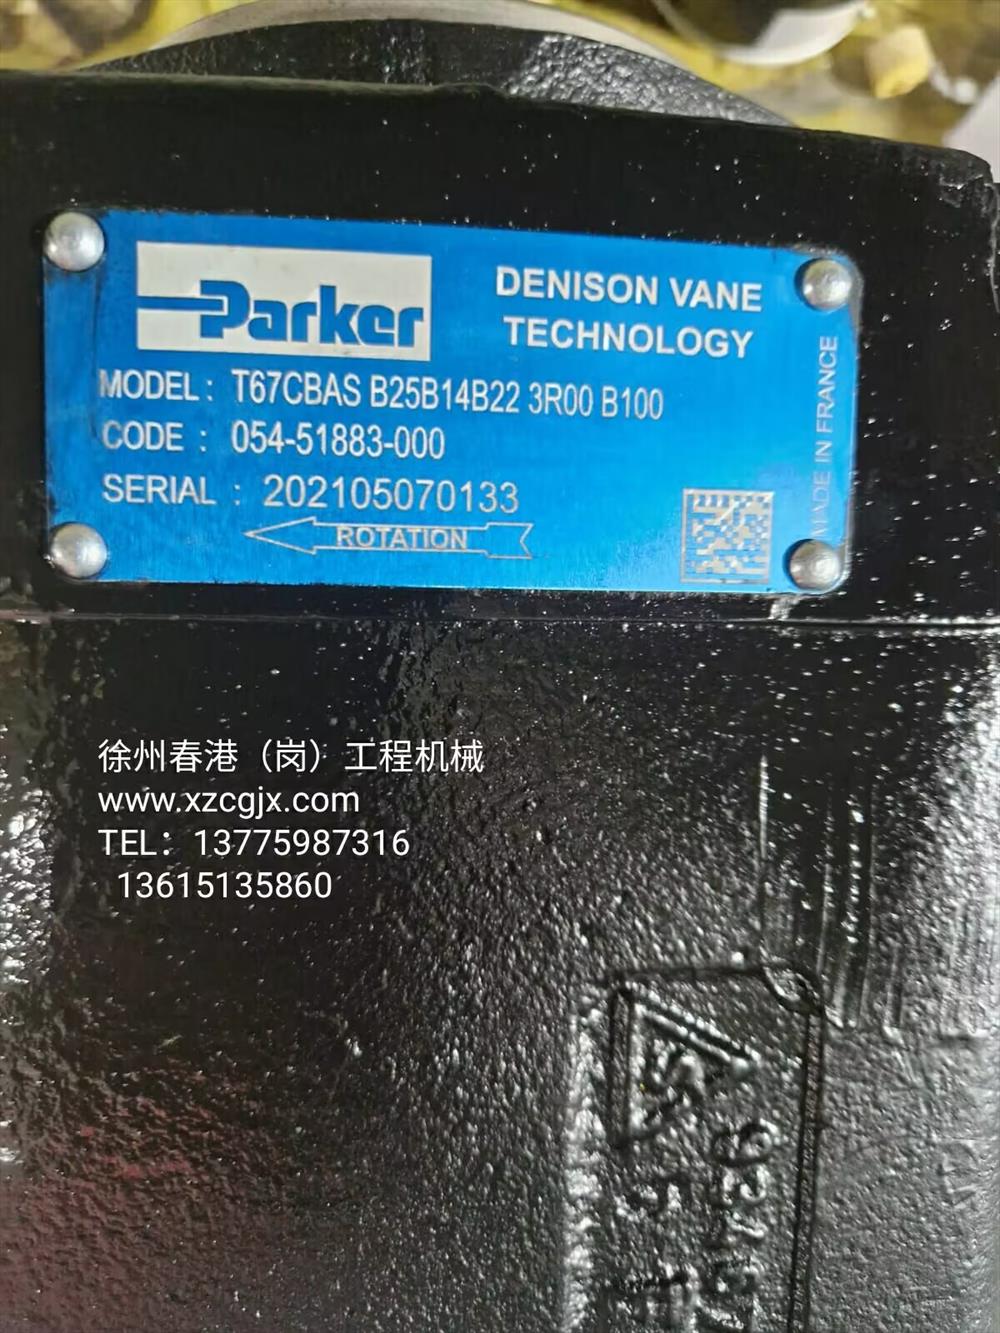 Parker
DENISON VANE
TECHNOLOGY
MODEL : T67CBAS B25B14B22 3R00 B100
CODE : 054-51883-000
SERIAL : 202105070133
ROTATION
MADE IN FRANCE
徐州春港（岗）工程机械
www.xzcgjx.com
TEL：13775987316
13615135860